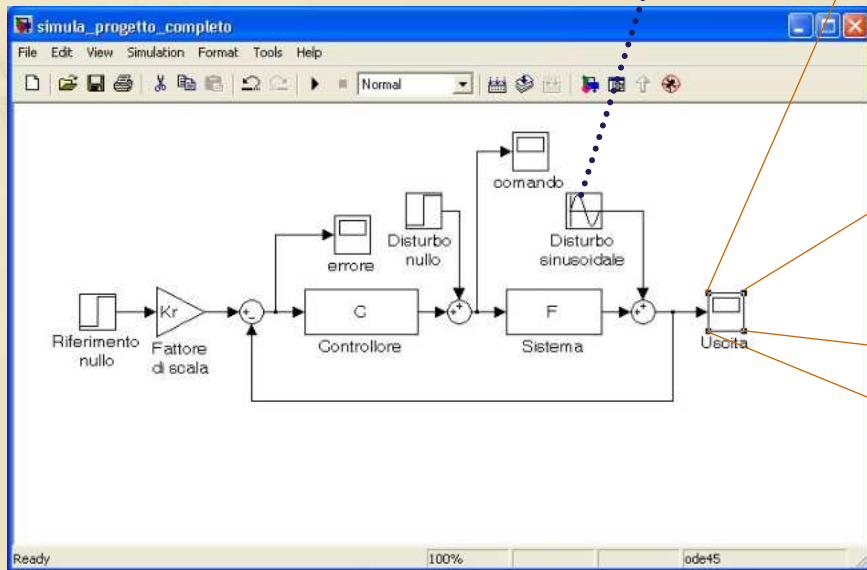 simula_progetto_completo
File Edit View Simulation Format Tools Help
Normal
comando
Disturbo
nullo
Disturbo
sinusoidale
errore
Kr
+
-
C
+
+
F
+
+
Riferimento
nullo
Fattore
di scala
Controllore
Sistema
Uscita
Ready 100% ode45